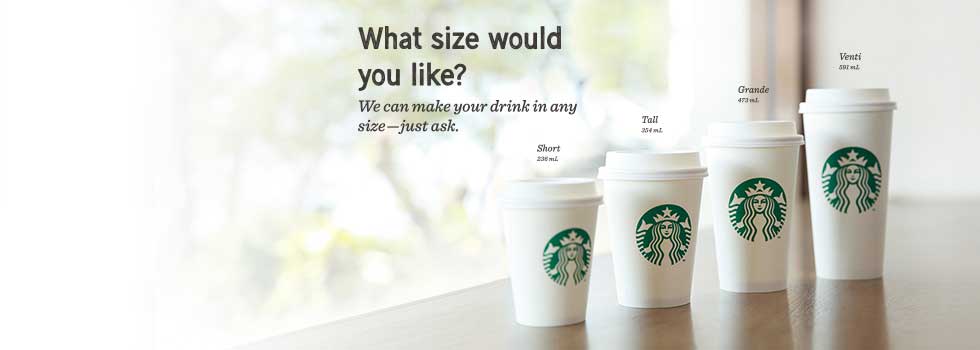 What size would
you like?
We can make your drink in any
size—just ask.
Short
236 mL
Tall
354 mL
Grande
473 mL
Venti
591 mL